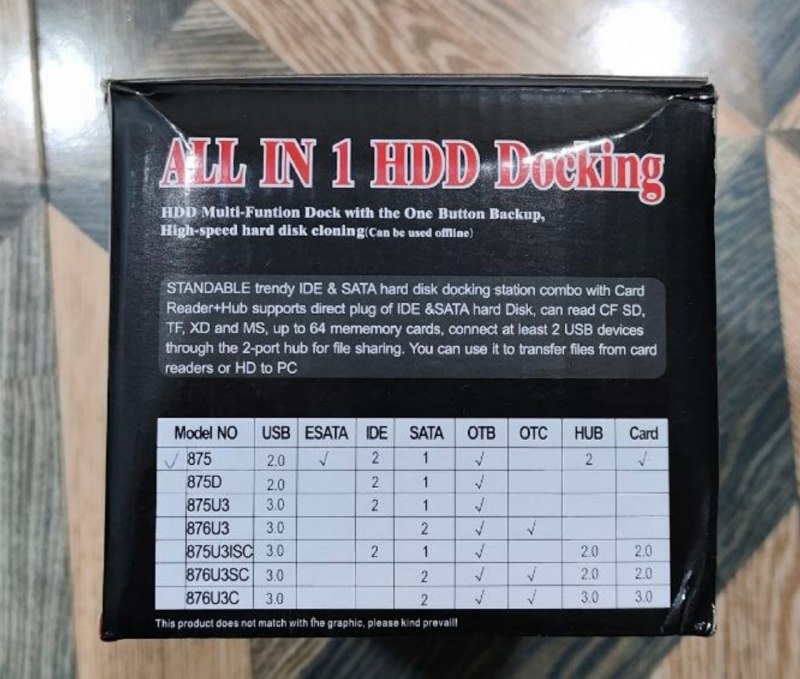 ALL IN 1 HDD Docking
HDD Multi-Funtion Dock with the One Button Backup,
High-speed hard disk cloning(Can be used offline)
STANDABLE trendy IDE & SATA hard disk docking station combo with Card
Reader+Hub supports direct plug of IDE &SATA hard Disk, can read CF SD,
TF, XD and MS, up to 64 mememory cards, connect at least 2 USB devices
through the 2-port hub for file sharing. You can use it to transfer files from card
readers or HD to PC
Model NO USB ESATA IDE SATA OTB OTC HUB Card
√ 875 2.0 √ 2 1 √ 2 √
875D 2.0 2 1 √
875U3 3.0 2 1 √
876U3 3.0 2 √ √
875U3ISC 3.0 2 1 √ 2.0 2.0
876U3SC 3.0 2 √ √ 2.0 2.0
876U3C 3.0 2 √ √ 3.0 3.0
This product does not match with the graphic, please kind prevail!